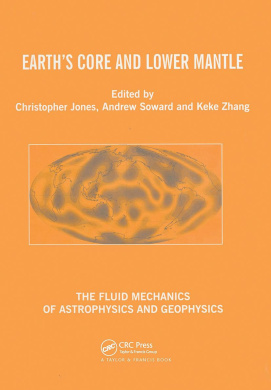 EARTH'S CORE AND LOWER MANTLE
Edited by
Christopher Jones, Andrew Soward and Keke Zhang
THE FLUID MECHANICS
OF ASTROPHYSICS AND GEOPHYSICS
CRC
CRC Press
Taylor & Francis Group
A TAYLOR & FRANCIS BOOK